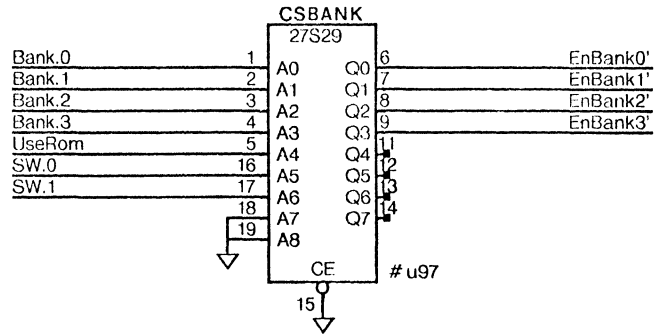 CSBANK
27S29
Bank.0 1 A0 Q0 6 EnBank0'
Bank.1 2 A1 Q1 7 EnBank1'
Bank.2 3 A2 Q2 8 EnBank2'
Bank.3 4 A3 Q3 9 EnBank3'
UseRom 5 A4 Q4 11
SW.0 16 A5 Q5 12
SW.1 17 A6 Q6 13
18 A7 Q7 14
19 A8
CE
# u97
15